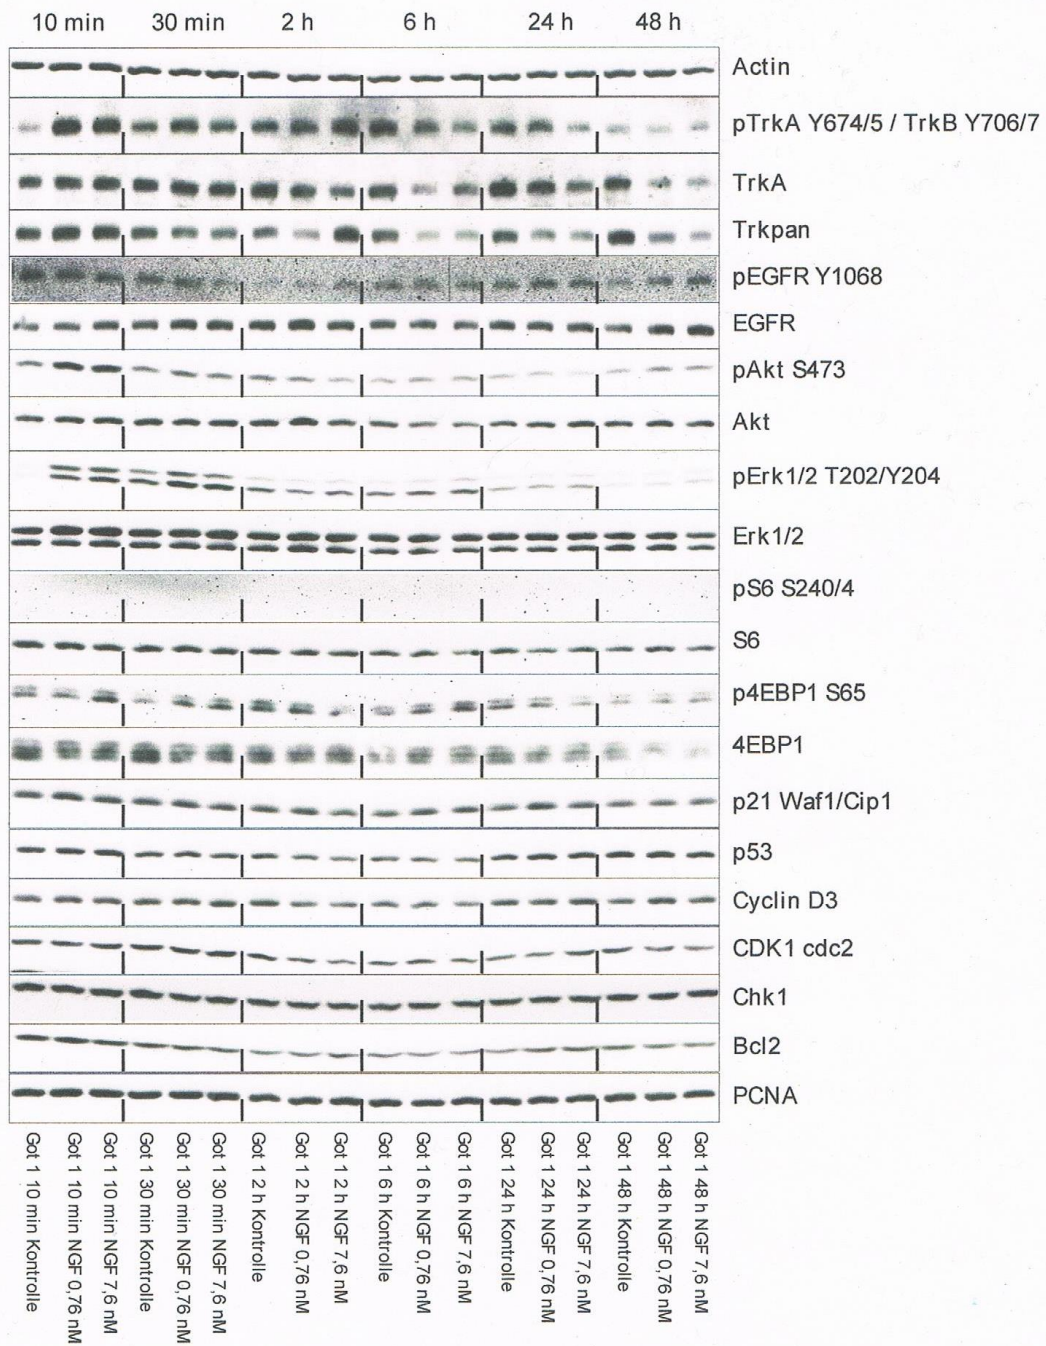 10 min 30 min 2 h 6 h 24 h 48 h
Actin
pTrkA Y674/5 / TrkB Y706/7
TrkA
Trkpan
pEGFR Y1068
EGFR
pAkt S473
Akt
pErk1/2 T202/Y204
Erk1/2
pS6 S240/4
S6
p4EBP1 S65
4EBP1
p21 Waf1/Cip1
p53
Cyclin D3
CDK1 cdc2
Chk1
Bcl2
PCNA
Got 1 10 min Kontrolle
Got 1 10 min NGF 0,76 nM
Got 1 10 min NGF 7,6 nM
Got 1 30 min Kontrolle
Got 1 30 min NGF 0,76 nM
Got 1 30 min NGF 7,6 nM
Got 1 2 h Kontrolle
Got 1 2 h NGF 0,76 nM
Got 1 2 h NGF 7,6 nM
Got 1 6 h Kontrolle
Got 1 6 h NGF 0,76 nM
Got 1 6 h NGF 7,6 nM
Got 1 24 h Kontrolle
Got 1 24 h NGF 0,76 nM
Got 1 24 h NGF 7,6 nM
Got 1 48 h Kontrolle
Got 1 48 h NGF 0,76 nM
Got 1 48 h NGF 7,6 nM